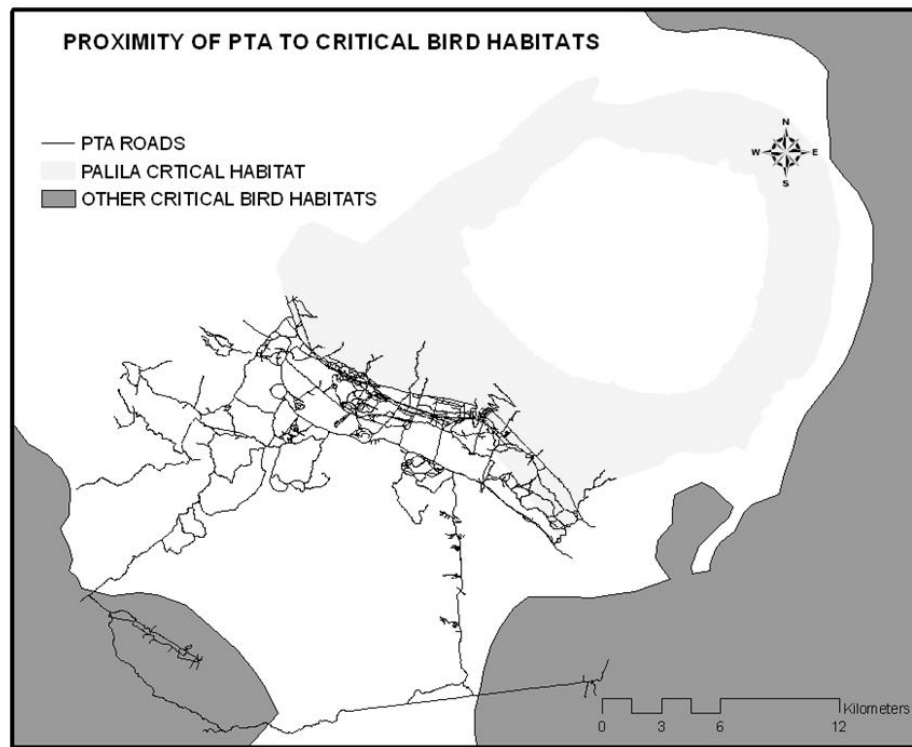 PROXIMITY OF PTA TO CRITICAL BIRD HABITATS
PTA ROADS
PALILA CRTICAL HABITAT
OTHER CRITICAL BIRD HABITATS
N
W E
S
Kilometers
0 3 6 12